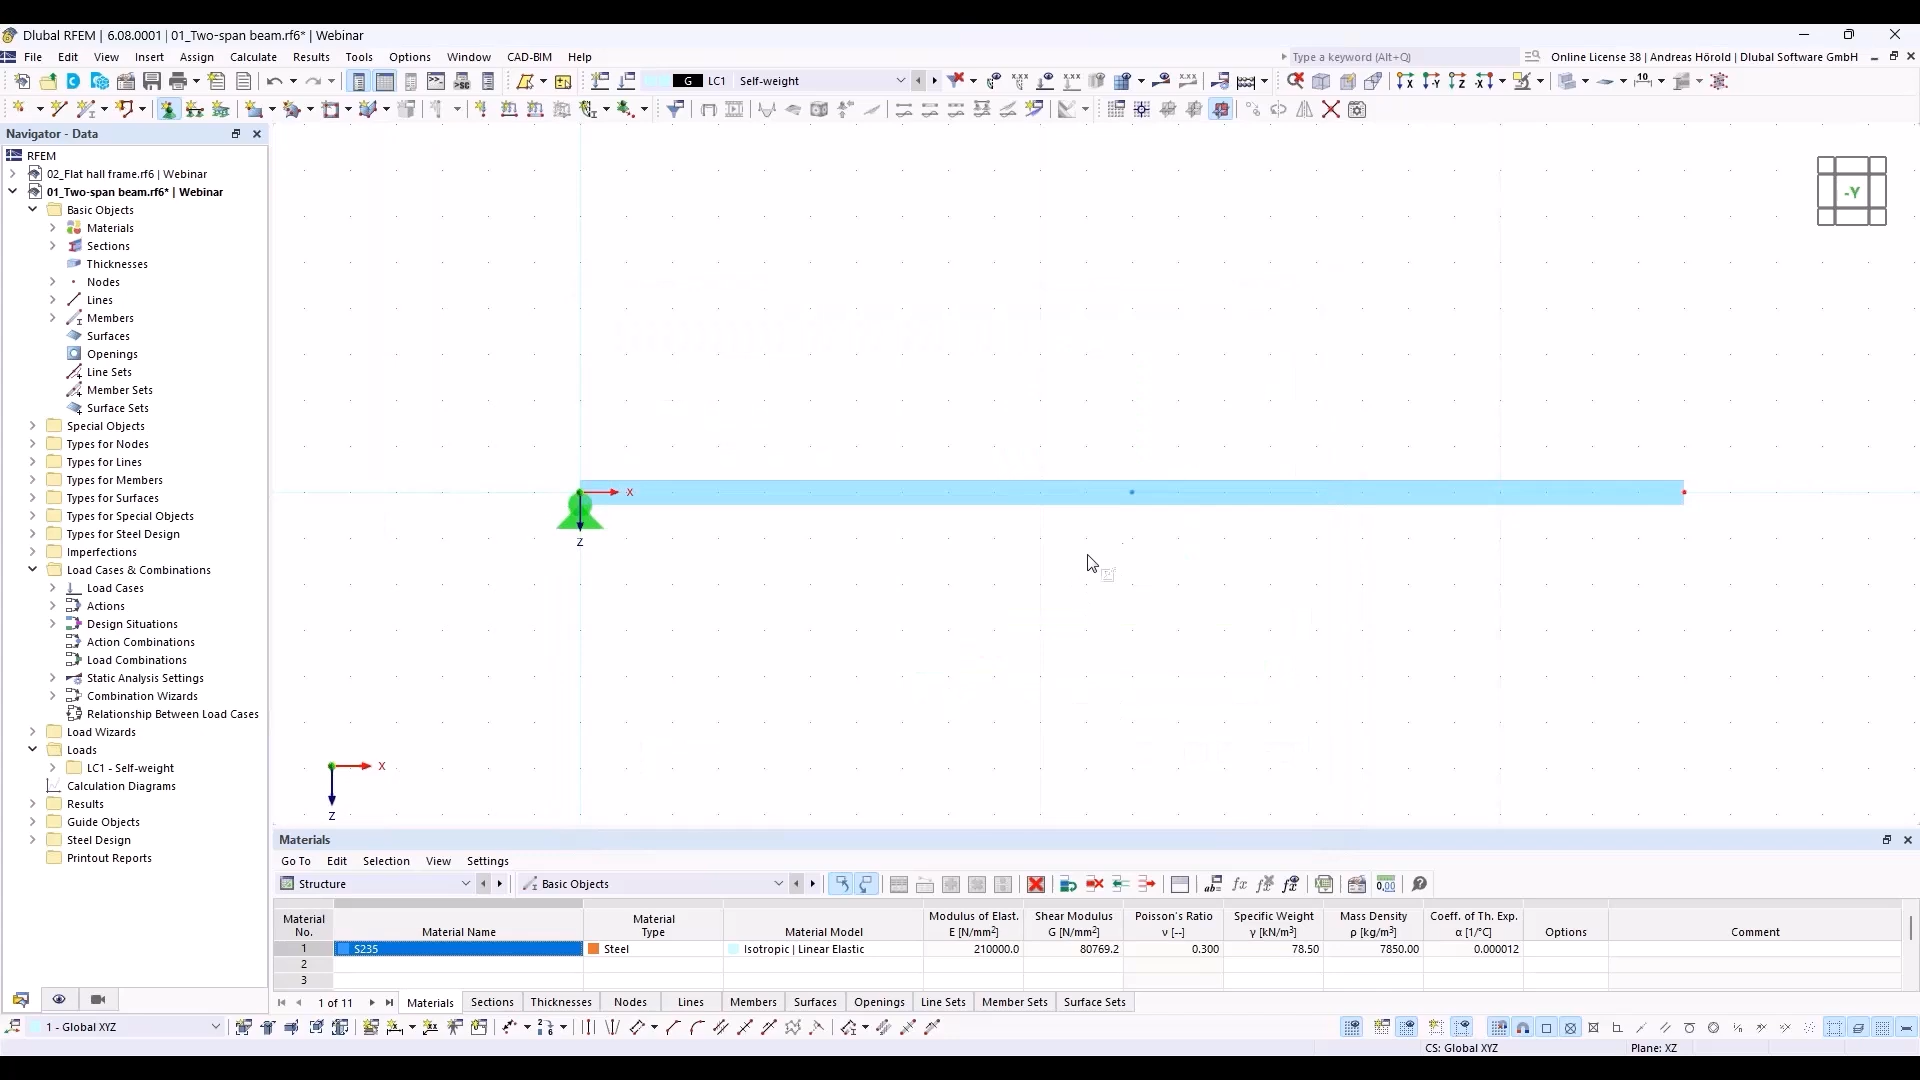 Dlubal RFEM | 6.08.0001 | 01_Two-span beam.rf6* | Webinar
File Edit View Insert Assign Calculate Results Tools Options Window CAD-BIM Help
Type a keyword (Alt+Q)
Online License 38 | Andreas Hörold | Dlubal Software GmbH
G LC1 Self-weight
Navigator - Data
RFEM
02_Flat hall frame.rf6 | Webinar
01_Two-span beam.rf6* | Webinar
Basic Objects
Materials
Sections
Thicknesses
Nodes
Lines
Members
Surfaces
Openings
Line Sets
Member Sets
Surface Sets
Special Objects
Types for Nodes
Types for Lines
Types for Members
Types for Surfaces
Types for Special Objects
Types for Steel Design
Imperfections
Load Cases & Combinations
Load Cases
Actions
Design Situations
Action Combinations
Load Combinations
Static Analysis Settings
Combination Wizards
Relationship Between Load Cases
Load Wizards
Loads
LC1 - Self-weight
Calculation Diagrams
Results
Guide Objects
Steel Design
Printout Reports
-Y
X
Z
X
Z
Materials
Go To Edit Selection View Settings
Structure Basic Objects
Material No. Material Name Material Type Material Model Modulus of Elast. E [N/mm²] Shear Modulus G [N/mm²] Poisson's Ratio ν [--] Specific Weight γ [kN/m³] Mass Density ρ [kg/m³] Coeff. of Th. Exp. α [1/°C] Options Comment
1 S235 Steel Isotropic | Linear Elastic 210000.0 80769.2 0.300 78.50 7850.00 0.000012
2
3
1 of 11 Materials Sections Thicknesses Nodes Lines Members Surfaces Openings Line Sets Member Sets Surface Sets
1 - Global XYZ
CS: Global XYZ Plane: XZ